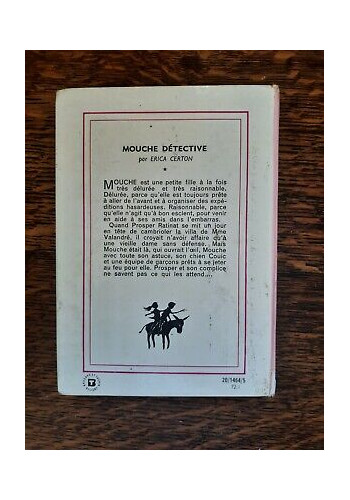 MOUCHE DÉTECTIVE
par ERICA CERTON
★
MOUCHE est une petite fille à la fois
très délurée et très raisonnable,
Délurée, parce qu'elle est toujours prête
à aller de l'avant et à organiser des expé-
ditions hasardeuses. Raisonnable, parce
qu'elle n'agit qu'à bon escient, pour venir
en aide à ses amis dans l'embarras.
Quand Prosper Ratinat se mit un jour
en tête de cambrioler la villa de Mme
Valandré, il croyait n'avoir affaire qu'à
une vieille dame sans défense. Mais
Mouche était là, qui ouvrait l'œil, Mouche
avec toute son astuce, son chien Couic
et une équipe de garçons prêts à se jeter
au feu pour elle. Prosper et son complice
ne savent pas ce qui les attend...
20/1464/5